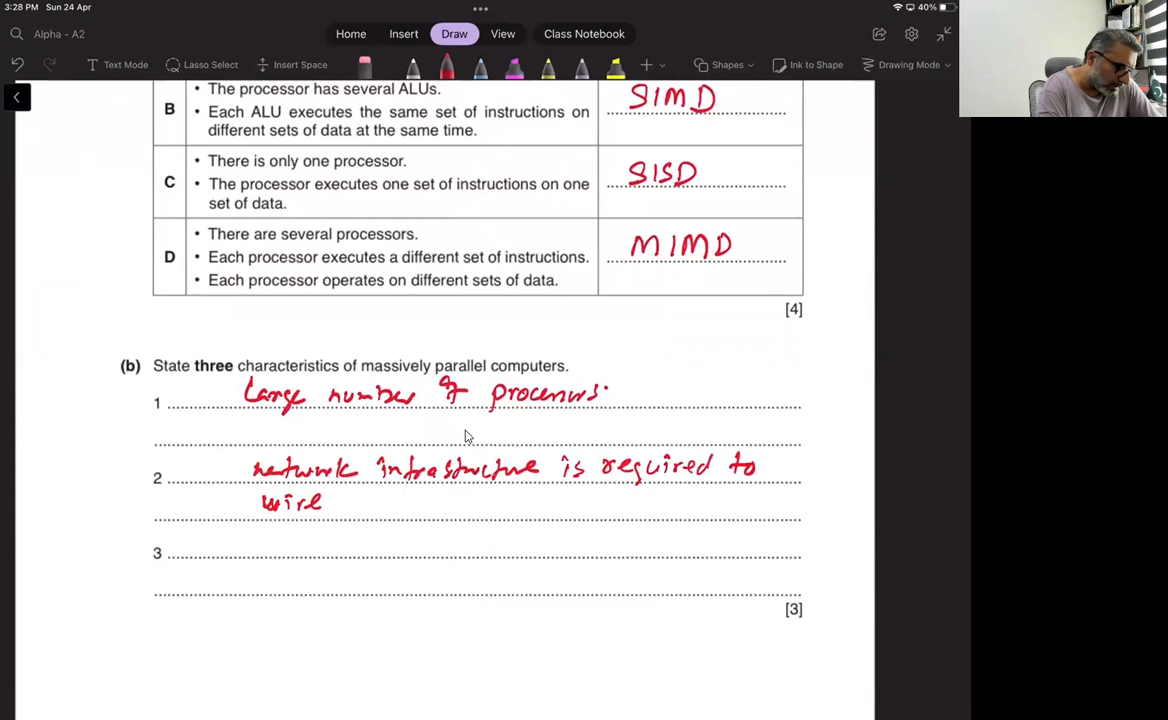 3:28 PM Sun 24 Apr
40%
Alpha - A2
Home Insert Draw View Class Notebook
Text Mode Lasso Select Insert Space Shapes Ink to Shape Drawing Mode
B
• The processor has several ALUs.
• Each ALU executes the same set of instructions on
different sets of data at the same time.
SIMD
C
• There is only one processor.
• The processor executes one set of instructions on one
set of data.
SISD
D
• There are several processors.
• Each processor executes a different set of instructions.
• Each processor operates on different sets of data.
MIMD
[4]
(b) State three characteristics of massively parallel computers.
1 Large number of processors.
2 network infrastructure is required to
wire
3
[3]